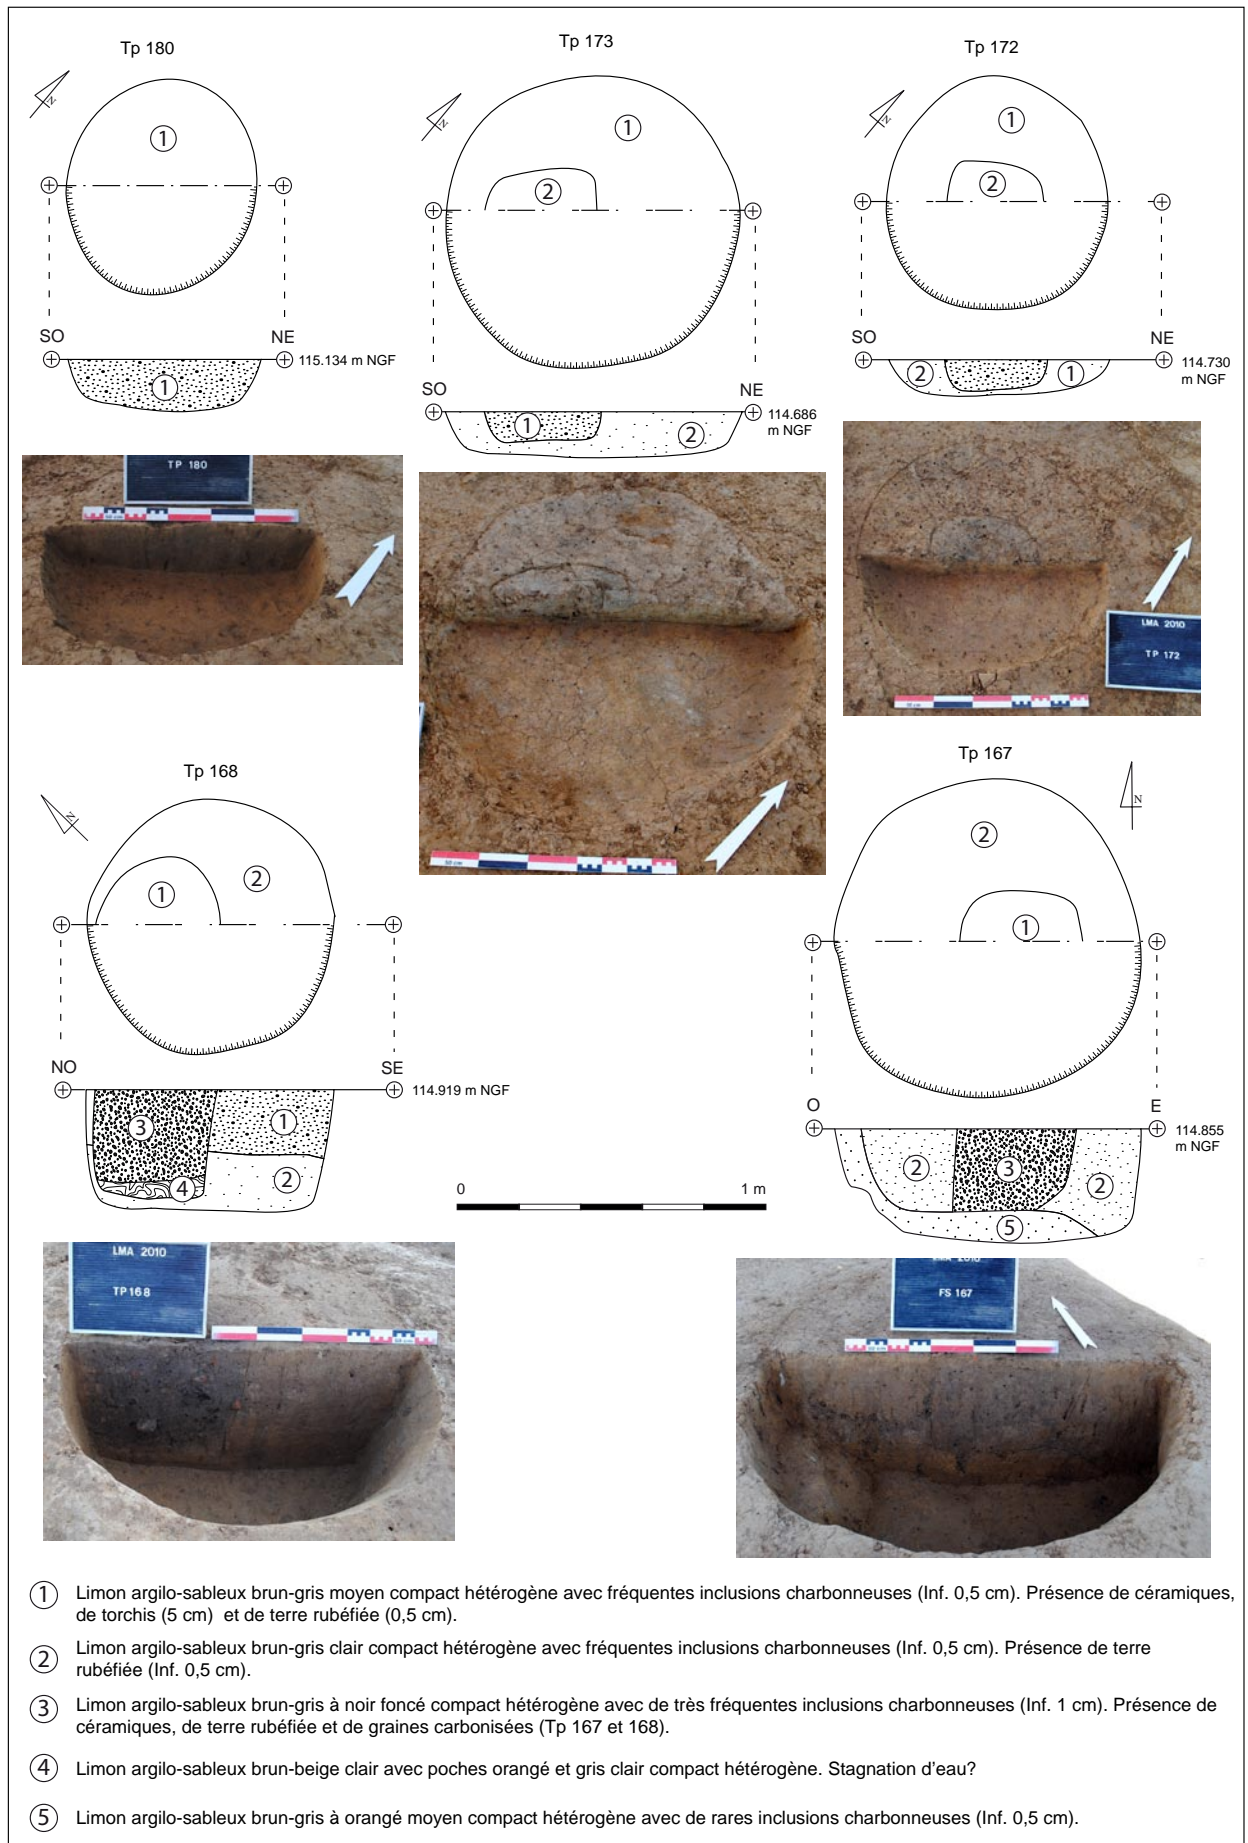 Tp 180
Tp 173
Tp 172
N
N
N
1
1
1
2
2
SO
NE
115.134 m NGF
1
SO
NE
114.686
m NGF
1
2
SO
NE
114.730
m NGF
2
1
TP 180
LMA 2010
TP 172
50 cm
Tp 168
N
1
2
NO
SE
114.919 m NGF
3
1
4
2
Tp 167
N
2
1
O
E
114.855
m NGF
2
3
2
5
0
1 m
LMA 2010
TP 168
LMA 2010
FS 167
1 Limon argilo-sableux brun-gris moyen compact hétérogène avec fréquentes inclusions charbonneuses (Inf. 0,5 cm). Présence de céramiques,
de torchis (5 cm) et de terre rubéfiée (0,5 cm).
2 Limon argilo-sableux brun-gris clair compact hétérogène avec fréquentes inclusions charbonneuses (Inf. 0,5 cm). Présence de terre
rubéfiée (Inf. 0,5 cm).
3 Limon argilo-sableux brun-gris à noir foncé compact hétérogène avec de très fréquentes inclusions charbonneuses (Inf. 1 cm). Présence de
céramiques, de terre rubéfiée et de graines carbonisées (Tp 167 et 168).
4 Limon argilo-sableux brun-beige clair avec poches orangé et gris clair compact hétérogène. Stagnation d'eau?
5 Limon argilo-sableux brun-gris à orangé moyen compact hétérogène avec de rares inclusions charbonneuses (Inf. 0,5 cm).